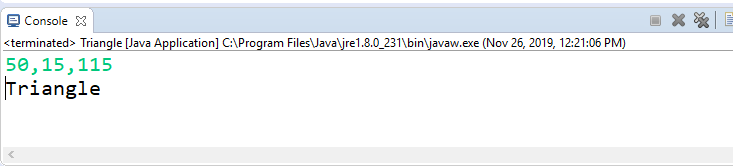 Console
<terminated> Triangle [Java Application] C:\Program Files\Java\jre1.8.0_231\bin\javaw.exe (Nov 26, 2019, 12:21:06 PM)
50,15,115
Triangle